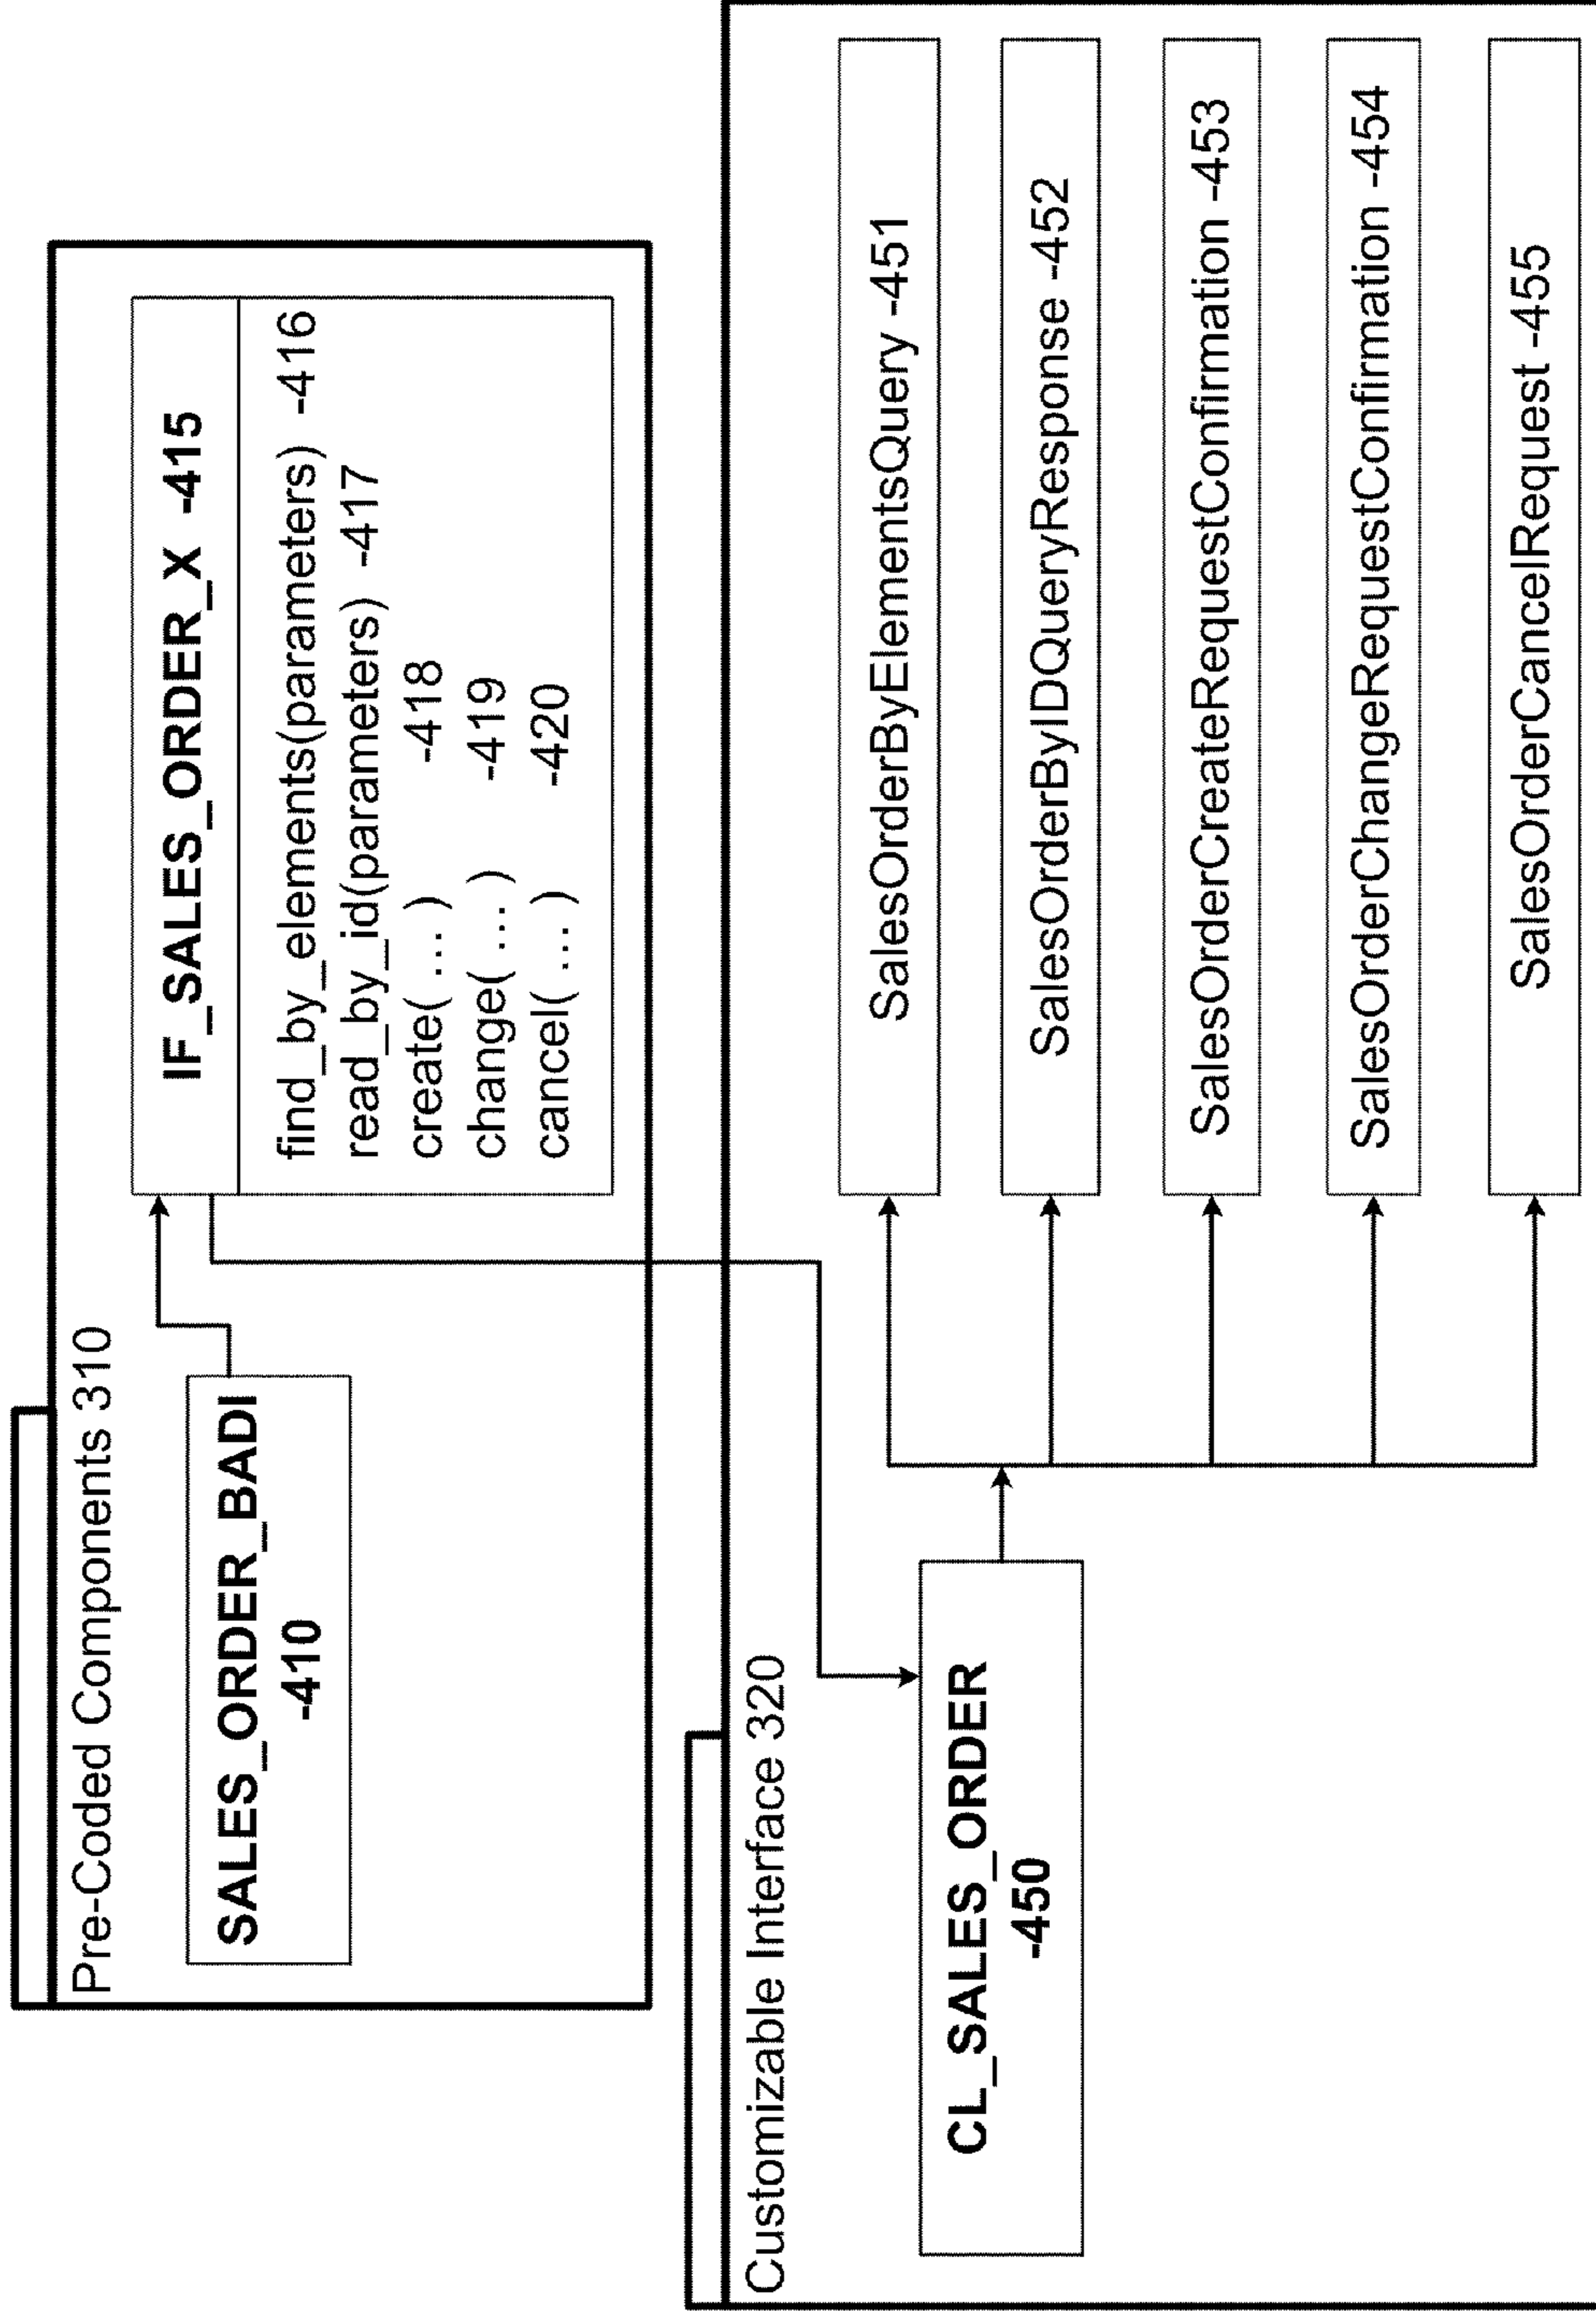 Pre-Coded Components 310
SALES_ORDER_BADI
-410
IF_SALES_ORDER_X -415
find_by_elements(parameters) -416
read_by_id(parameters) -417
create( ... ) -418
change( ... ) -419
cancel( ... ) -420
Customizable Interface 320
CL_SALES_ORDER
-450
SalesOrderByElementsQuery -451
SalesOrderByIDQueryResponse -452
SalesOrderCreateRequestConfirmation -453
SalesOrderChangeRequestConfirmation -454
SalesOrderCancelRequest -455